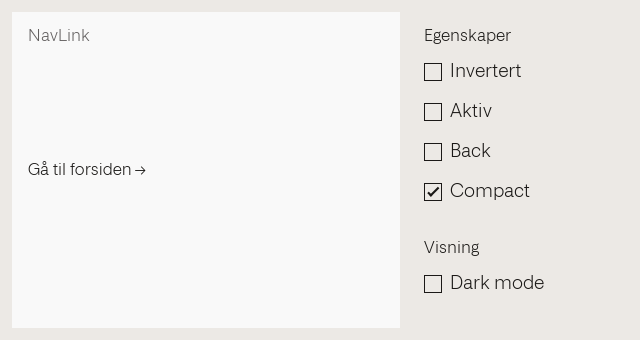 NavLink
Gå til forsiden →
Egenskaper
Invertert
Aktiv
Back
Compact
Visning
Dark mode